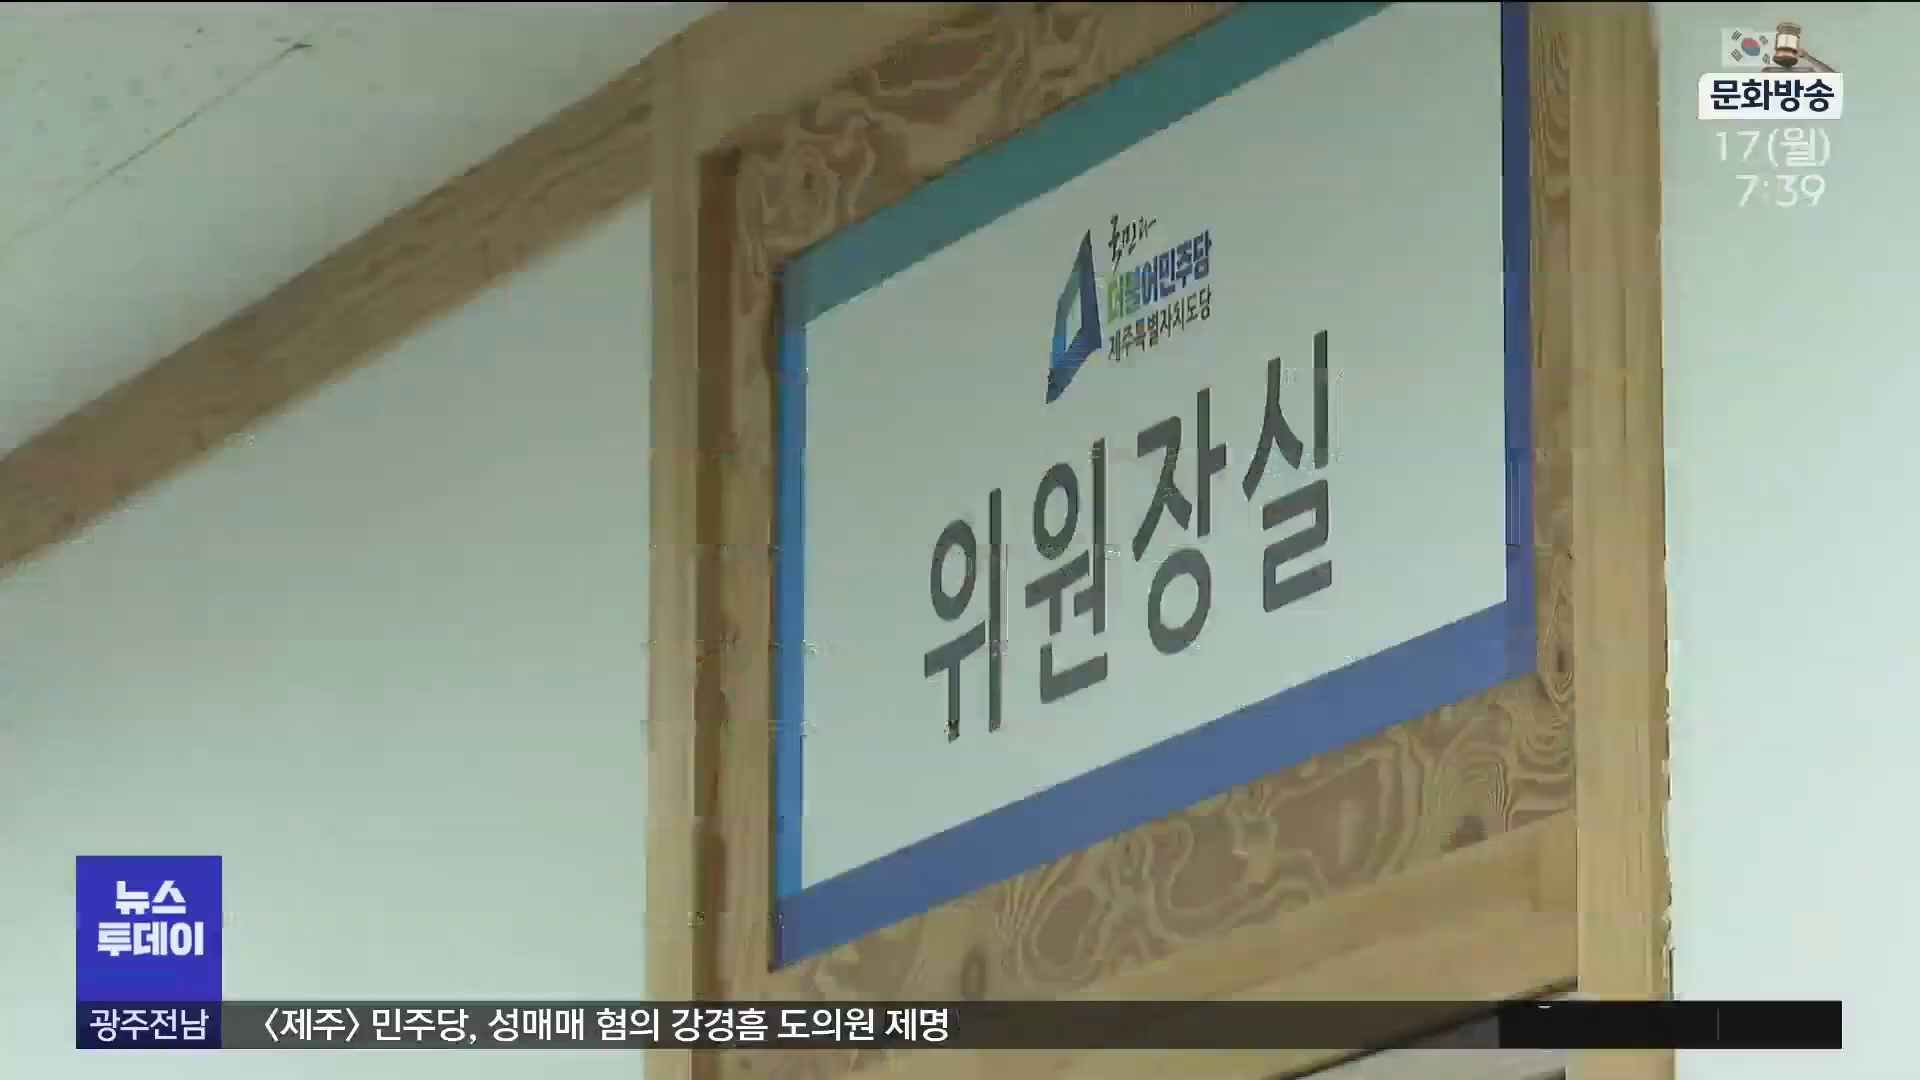 문화방송
17(월)
7:39
국민과
더불어민주당
제주특별자치도당
위원장실
뉴스
투데이
광주전남 〈제주〉 민주당, 성매매 혐의 강경흠 도의원 제명